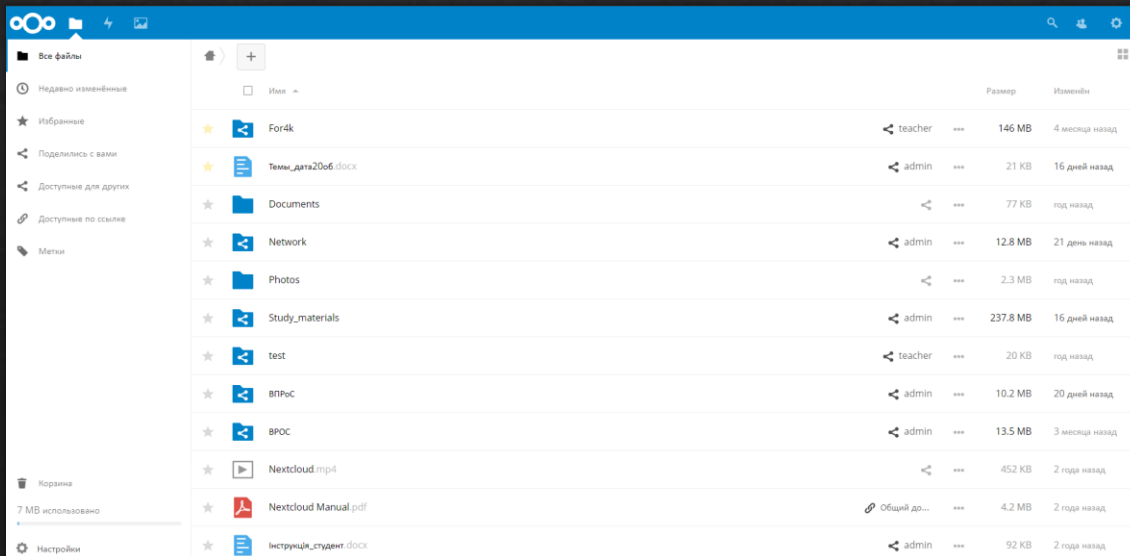 Все файлы
Недавно изменённые
Избранные
Поделились с вами
Доступные для других
Доступные по ссылке
Метки
Корзина
7 MB использовано
Настройки
+
Имя Размер Изменён
For4k teacher ••• 146 MB 4 месяца назад
Темы_дата20об.docx admin ••• 21 KB 16 дней назад
Documents ••• 77 KB год назад
Network admin ••• 12.8 MB 21 день назад
Photos ••• 2.3 MB год назад
Study_materials admin ••• 237.8 MB 16 дней назад
test teacher ••• 20 KB год назад
ВПРоС admin ••• 10.2 MB 20 дней назад
ВРОС admin ••• 13.5 MB 3 месяца назад
Nextcloud.mp4 ••• 452 KB 2 года назад
Nextcloud Manual.pdf Общий до... ••• 4.2 MB 2 года назад
Інструкція_студент.docx admin ••• 92 KB 2 года назад